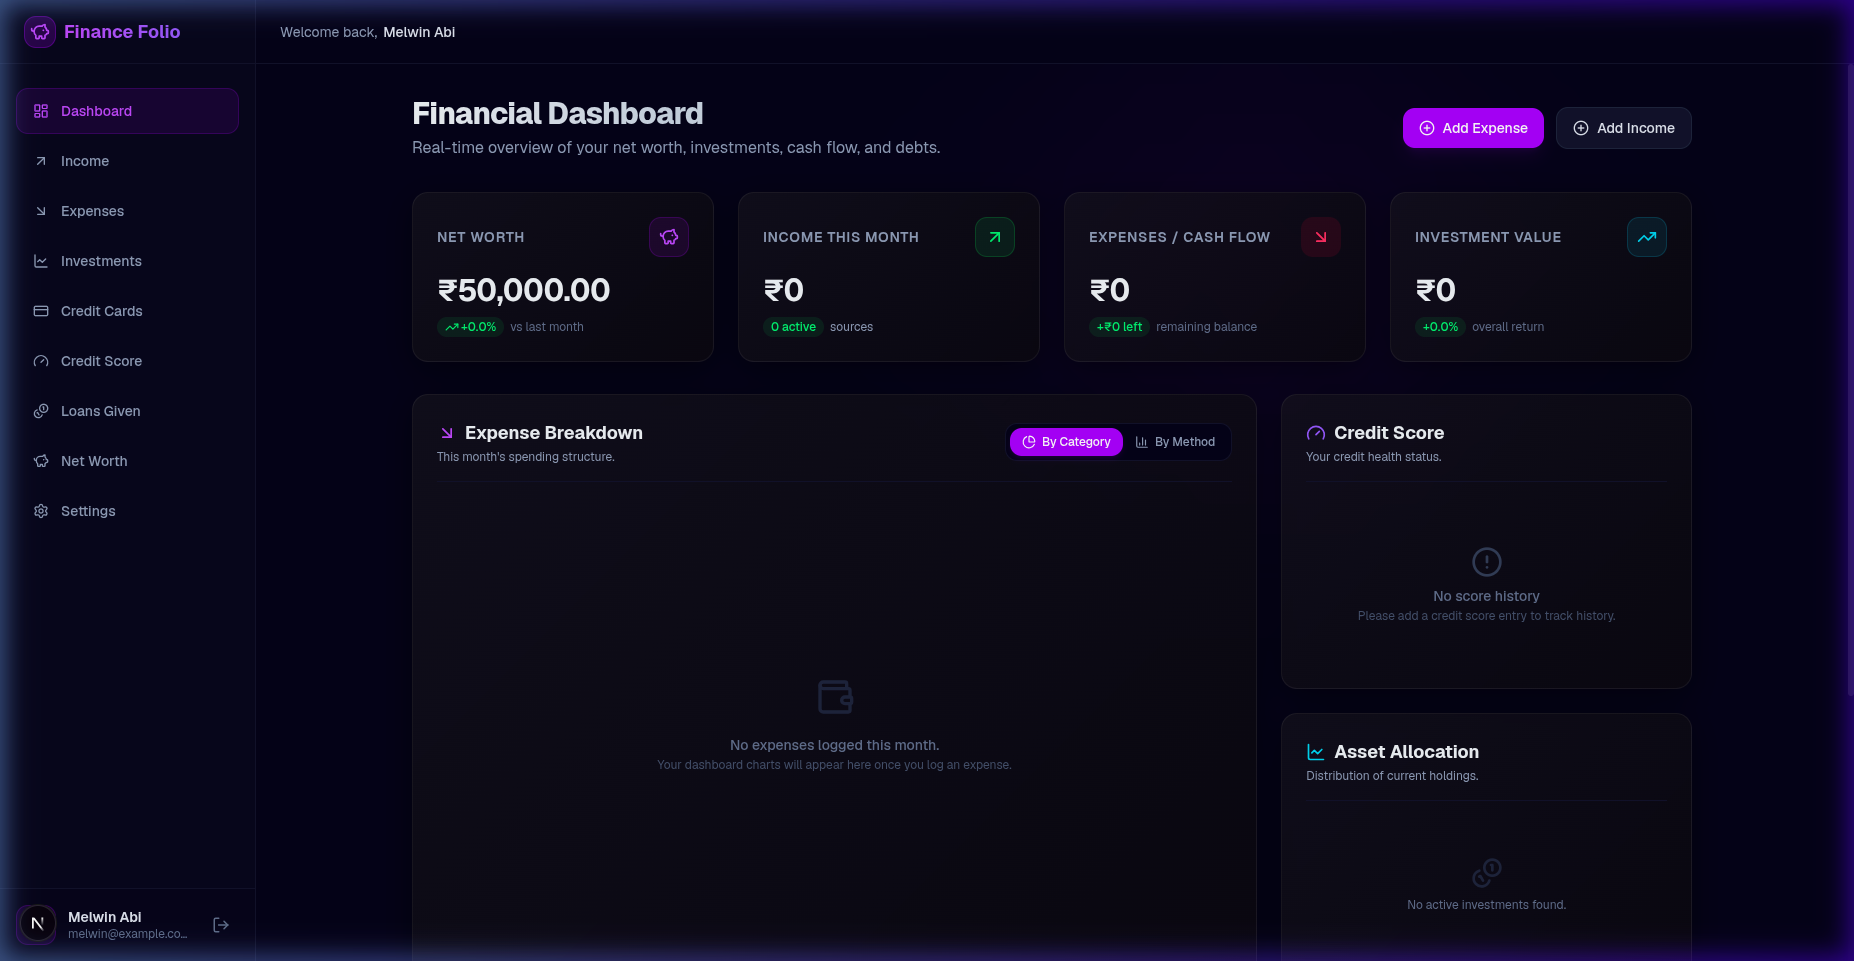 Finance Folio
Welcome back, Melwin Abi
Dashboard
Income
Expenses
Investments
Credit Cards
Credit Score
Loans Given
Net Worth
Settings
Melwin Abi
melwin@example.co...
N
Financial Dashboard
Real-time overview of your net worth, investments, cash flow, and debts.
Add Expense
Add Income
NET WORTH
₹50,000.00
+0.0% vs last month
INCOME THIS MONTH
₹0
0 active sources
EXPENSES / CASH FLOW
₹0
+₹0 left remaining balance
INVESTMENT VALUE
₹0
+0.0% overall return
Expense Breakdown
This month's spending structure.
By Category
By Method
No expenses logged this month.
Your dashboard charts will appear here once you log an expense.
Credit Score
Your credit health status.
No score history
Please add a credit score entry to track history.
Asset Allocation
Distribution of current holdings.
No active investments found.